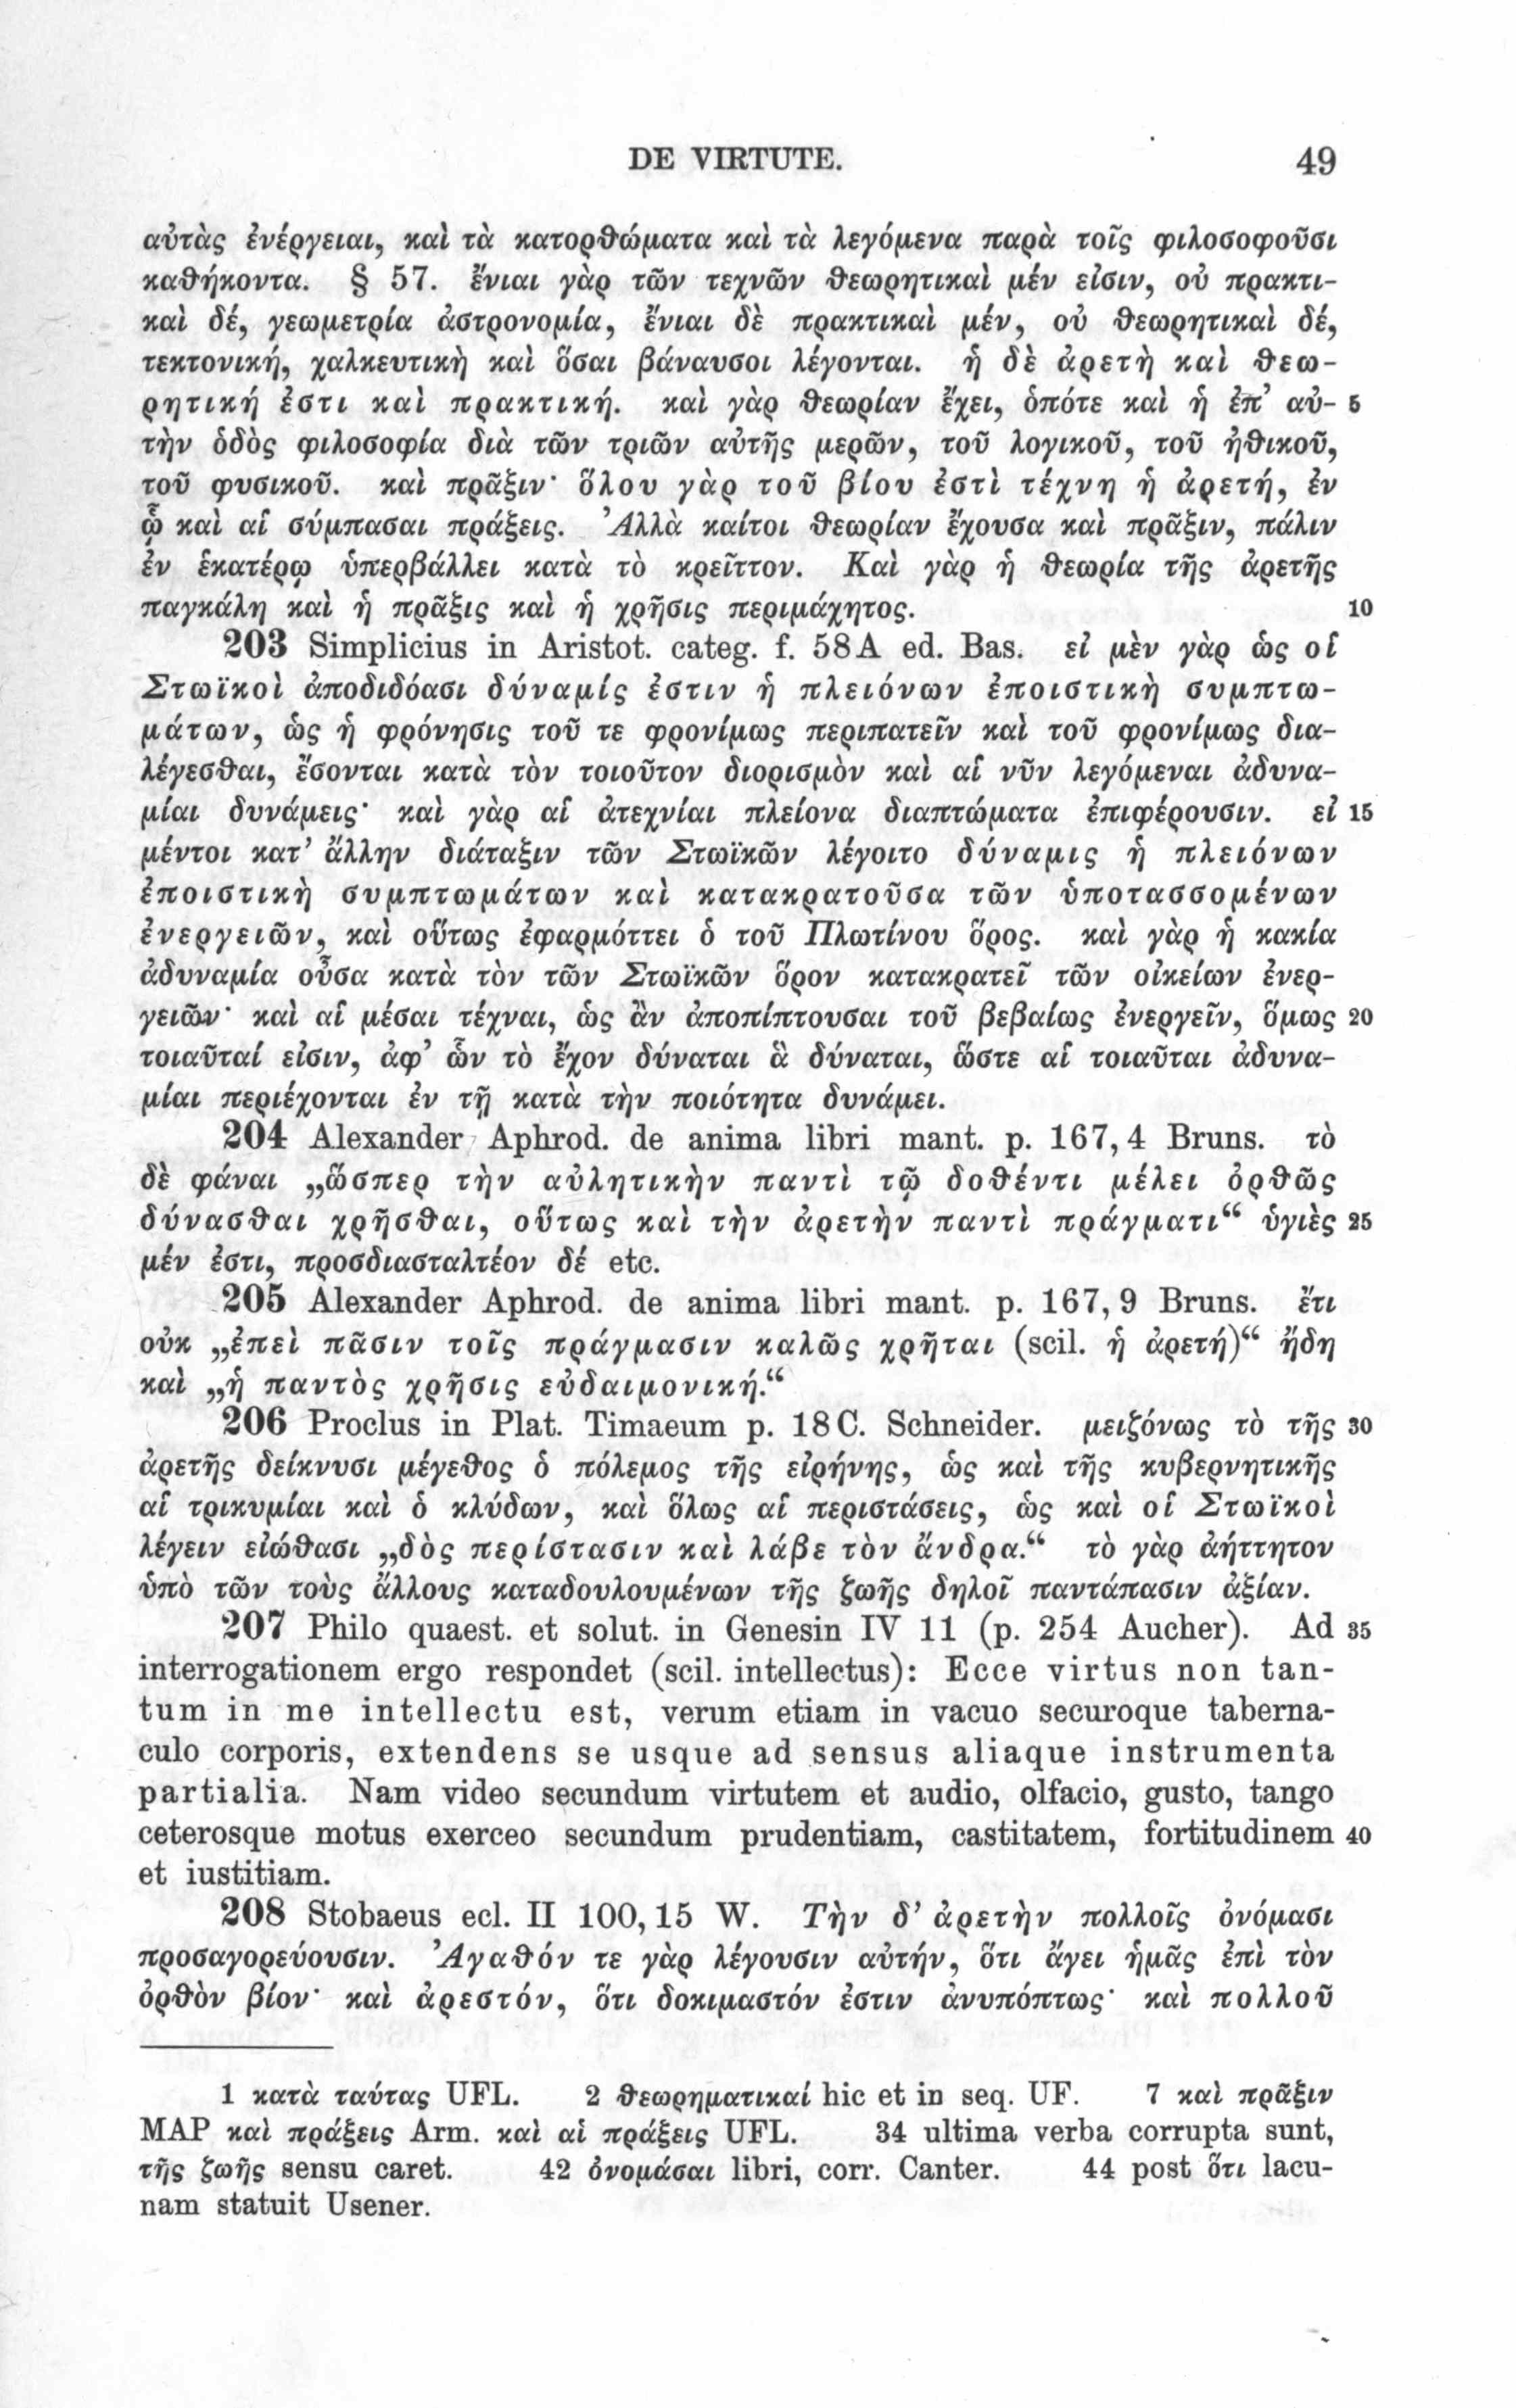 DE VIRTUTE. 49
αὐτὰς ἐνέργειαι, καὶ τὰ κατορθώματα καὶ τὰ λεγόμενα παρὰ τοῖς φιλοσοφοῦσι
καθήκοντα. § 57. ἔνιαι γὰρ τῶν τεχνῶν θεωρητικαὶ μέν εἰσιν, οὐ πρακτι-
καὶ δέ, γεωμετρία ἀστρονομία, ἔνιαι δὲ πρακτικαὶ μέν, οὐ θεωρητικαὶ δέ,
τεκτονική, χαλκευτικὴ καὶ ὅσαι βάναυσοι λέγονται. ἡ δὲ ἀρετὴ καὶ θεω-
ρητική ἐστι καὶ πρακτική. καὶ γὰρ θεωρίαν ἔχει, ὁπότε καὶ ἡ ἐπ’ αὐ- 5
τὴν ὁδὸς φιλοσοφία διὰ τῶν τριῶν αὐτῆς μερῶν, τοῦ λογικοῦ, τοῦ ἠθικοῦ,
τοῦ φυσικοῦ. καὶ πρᾶξιν· ὅλου γὰρ τοῦ βίου ἐστὶ τέχνη ἡ ἀρετή, ἐν
ᾧ καὶ αἱ σύμπασαι πράξεις. Ἀλλὰ καίτοι θεωρίαν ἔχουσα καὶ πρᾶξιν, πάλιν
ἐν ἑκατέρῳ ὑπερβάλλει κατὰ τὸ κρεῖττον. Καὶ γὰρ ἡ θεωρία τῆς ἀρετῆς
παγκάλη καὶ ἡ πρᾶξις καὶ ἡ χρῆσις περιμάχητος. 10
203 Simplicius in Aristot. categ. f. 58 A ed. Bas. εἰ μὲν γὰρ ὡς οἱ
Στωϊκοὶ ἀποδιδόασι δύναμίς ἐστιν ἡ πλειόνων ἐποιστικὴ συμπτω-
μάτων, ὡς ἡ φρόνησις τοῦ τε φρονίμως περιπατεῖν καὶ τοῦ φρονίμως δια-
λέγεσθαι, ἔσονται κατὰ τὸν τοιοῦτον διορισμὸν καὶ αἱ νῦν λεγόμεναι ἀδυνα-
μίαι δυνάμεις· καὶ γὰρ αἱ ἀτεχνίαι πλείονα διαπτώματα ἐπιφέρουσιν. εἰ 15
μέντοι κατ’ ἄλλην διάταξιν τῶν Στωϊκῶν λέγοιτο δύναμις ἡ πλειόνων
ἐποιστικὴ συμπτωμάτων καὶ κατακρατοῦσα τῶν ὑποτασσομένων
ἐνεργειῶν, καὶ οὕτως ἐφαρμόττει ὁ τοῦ Πλωτίνου ὅρος. καὶ γὰρ ἡ κακία
ἀδυναμία οὖσα κατὰ τὸν τῶν Στωϊκῶν ὅρον κατακρατεῖ τῶν οἰκείων ἐνερ-
γειῶν· καὶ αἱ μέσαι τέχναι, ὡς ἂν ἀποπίπτουσαι τοῦ βεβαίως ἐνεργεῖν, ὅμως 20
τοιαῦταί εἰσιν, ἀφ’ ὧν τὸ ἔχον δύναται ἃ δύναται, ὥστε αἱ τοιαῦται ἀδυνα-
μίαι περιέχονται ἐν τῇ κατὰ τὴν ποιότητα δυνάμει.
204 Alexander Aphrod. de anima libri mant. p. 167, 4 Bruns. τὸ
δὲ φάναι „ὥσπερ τὴν αὐλητικὴν παντὶ τῷ δοθέντι μέλει ὀρθῶς
δύνασθαι χρῆσθαι, οὕτως καὶ τὴν ἀρετὴν παντὶ πράγματι“ ὑγιὲς 25
μέν ἐστι, προσδιασταλτέον δέ etc.
205 Alexander Aphrod. de anima libri mant. p. 167, 9 Bruns. ἔτι
οὐκ „ἐπεὶ πᾶσιν τοῖς πράγμασιν καλῶς χρῆται (scil. ἡ ἀρετή)“ ἤδη
καὶ „ἡ παντὸς χρῆσις εὐδαιμονική.“
206 Proclus in Plat. Timaeum p. 18 C. Schneider. μειζόνως τὸ τῆς 30
ἀρετῆς δείκνυσι μέγεθος ὁ πόλεμος τῆς εἰρήνης, ὡς καὶ τῆς κυβερνητικῆς
αἱ τρικυμίαι καὶ ὁ κλύδων, καὶ ὅλως αἱ περιστάσεις, ὡς καὶ οἱ Στωϊκοὶ
λέγειν εἰώθασι „δὸς περίστασιν καὶ λάβε τὸν ἄνδρα.“ τὸ γὰρ ἀήττητον
ὑπὸ τῶν τοὺς ἄλλους καταδουλουμένων τῆς ζωῆς δηλοῖ παντάπασιν ἀξίαν.
207 Philo quaest. et solut. in Genesin IV 11 (p. 254 Aucher). Ad 35
interrogationem ergo respondet (scil. intellectus): Ecce virtus non tan-
tum in me intellectu est, verum etiam in vacuo securoque taberna-
culo corporis, extendens se usque ad sensus aliaque instrumenta
partialia. Nam video secundum virtutem et audio, olfacio, gusto, tango
ceterosque motus exerceo secundum prudentiam, castitatem, fortitudinem 40
et iustitiam.
208 Stobaeus ecl. II 100, 15 W. Τὴν δ’ ἀρετὴν πολλοῖς ὀνόμασι
προσαγορεύουσιν. Ἀγαθόν τε γὰρ λέγουσιν αὐτήν, ὅτι ἄγει ἡμᾶς ἐπὶ τὸν
ὀρθὸν βίον· καὶ ἀρεστόν, ὅτι δοκιμαστόν ἐστιν ἀνυπόπτως· καὶ πολλοῦ
1 κατὰ ταύτας UFL. 2 θεωρηματικαί hic et in seq. UF. 7 καὶ πρᾶξιν
MAP καὶ πράξεις Arm. καὶ αἱ πράξεις UFL. 34 ultima verba corrupta sunt,
τῆς ζωῆς sensu caret. 42 ὀνομάσαι libri, corr. Canter. 44 post ὅτι lacu-
nam statuit Usener.